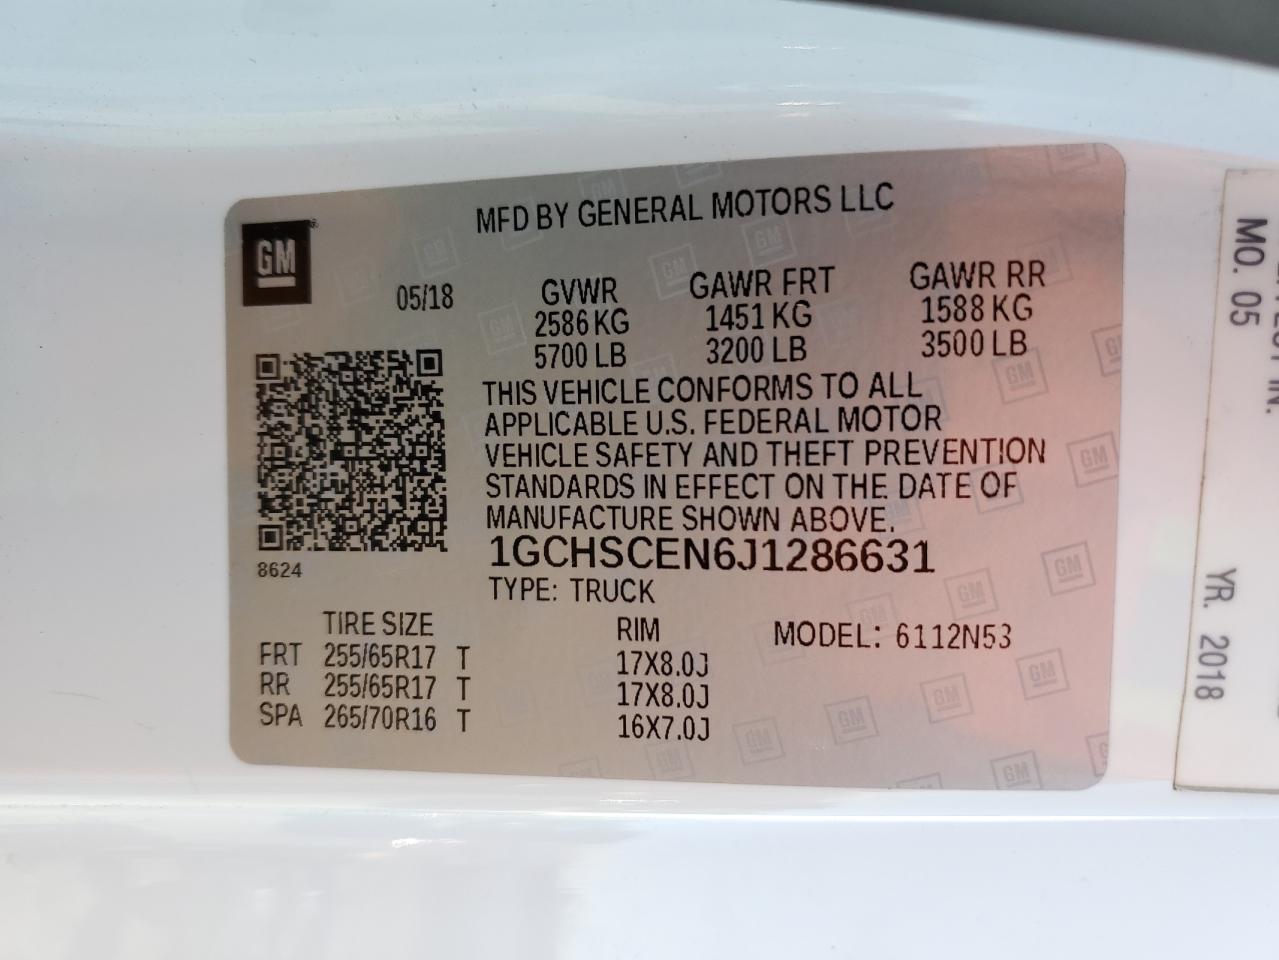 MFD BY GENERAL MOTORS LLC
GM
05/18
GVWR GAWR FRT GAWR RR
2586 KG 1451 KG 1588 KG
5700 LB 3200 LB 3500 LB
THIS VEHICLE CONFORMS TO ALL
APPLICABLE U.S. FEDERAL MOTOR
VEHICLE SAFETY AND THEFT PREVENTION
STANDARDS IN EFFECT ON THE DATE OF
MANUFACTURE SHOWN ABOVE.
1GCHSCEN6J1286631
8624
TYPE: TRUCK
TIRE SIZE RIM MODEL: 6112N53
FRT 255/65R17 T 17X8.0J
RR 255/65R17 T 17X8.0J
SPA 265/70R16 T 16X7.0J
MO. 05 YR. 2018